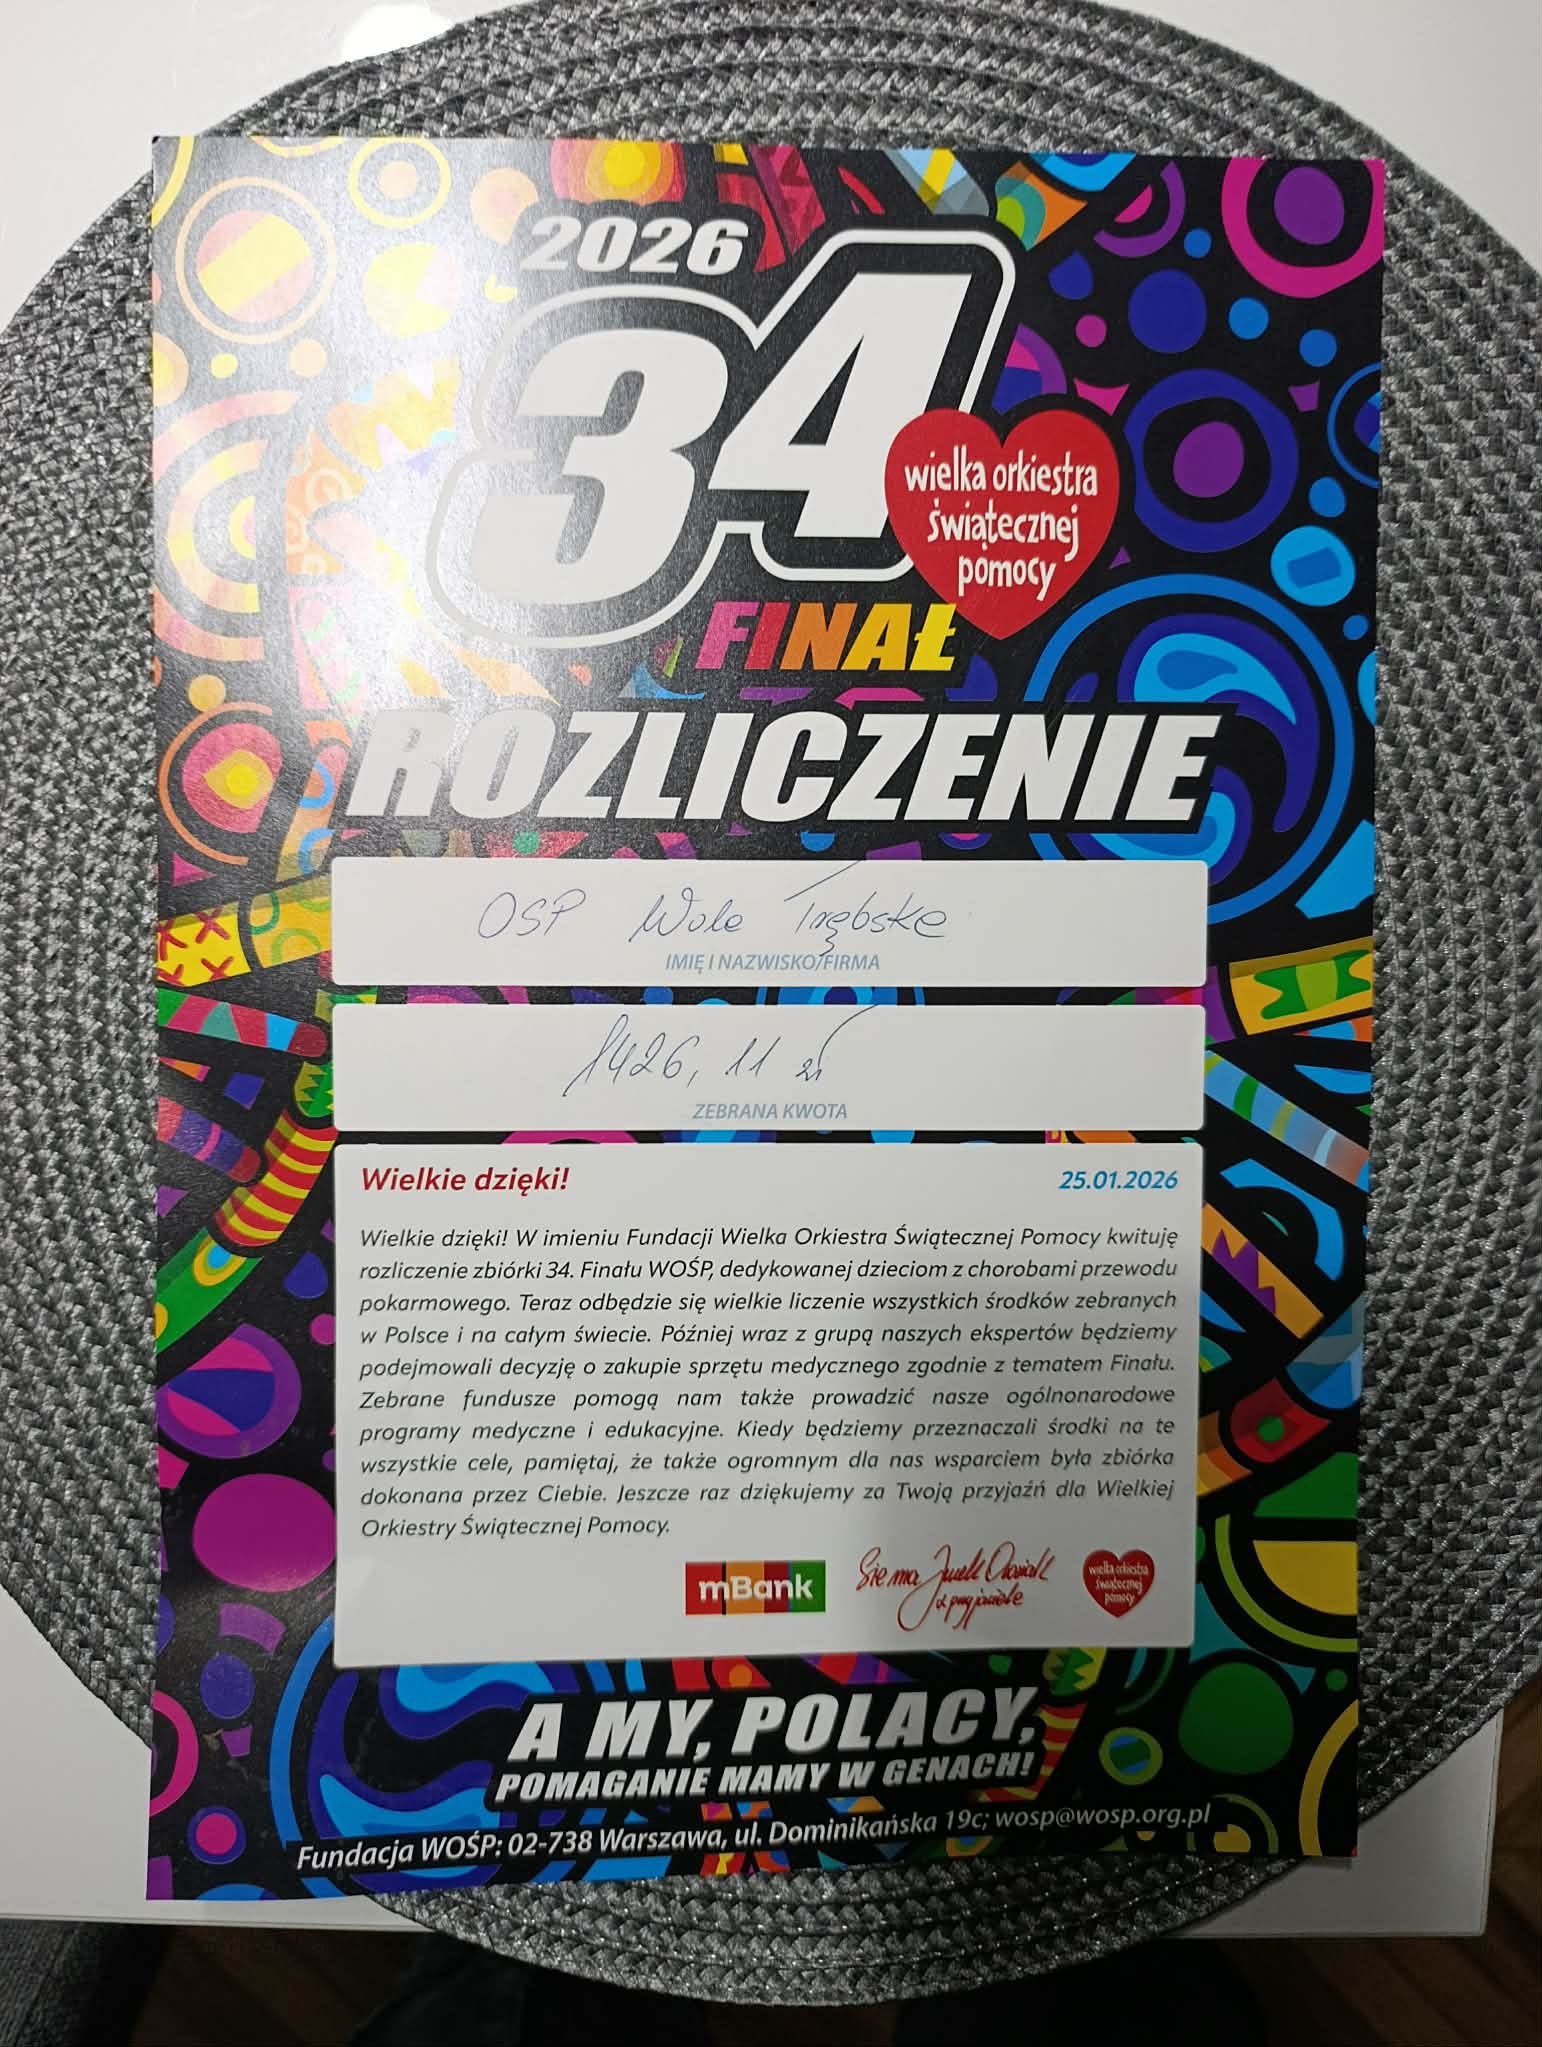 2026
34
wielka orkiestra
świątecznej
pomocy
FINAŁ
ROZLICZENIE
OSP Wola Trębska
IMIĘ I NAZWISKO/FIRMA
1426,11 zł
ZEBRANA KWOTA
Wielkie dzięki! 25.01.2026
Wielkie dzięki! W imieniu Fundacji Wielka Orkiestra Świątecznej Pomocy kwituję
rozliczenie zbiórki 34. Finału WOŚP, dedykowanej dzieciom z chorobami przewodu
pokarmowego. Teraz odbędzie się wielkie liczenie wszystkich środków zebranych
w Polsce i na całym świecie. Później wraz z grupą naszych ekspertów będziemy
podejmowali decyzję o zakupie sprzętu medycznego zgodnie z tematem Finału.
Zebrane fundusze pomogą nam także prowadzić nasze ogólnonarodowe
programy medyczne i edukacyjne. Kiedy będziemy przeznaczali środki na te
wszystkie cele, pamiętaj, że także ogromnym dla nas wsparciem była zbiórka
dokonana przez Ciebie. Jeszcze raz dziękujemy za Twoją przyjaźń dla Wielkiej
Orkiestry Świątecznej Pomocy.
mBank
Siema Jurek Owsiak
z przyjaciółmi
wielka orkiestra
świątecznej
pomocy
A MY, POLACY,
POMAGANIE MAMY W GENACH!
Fundacja WOŚP: 02-738 Warszawa, ul. Dominikańska 19c; wosp@wosp.org.pl